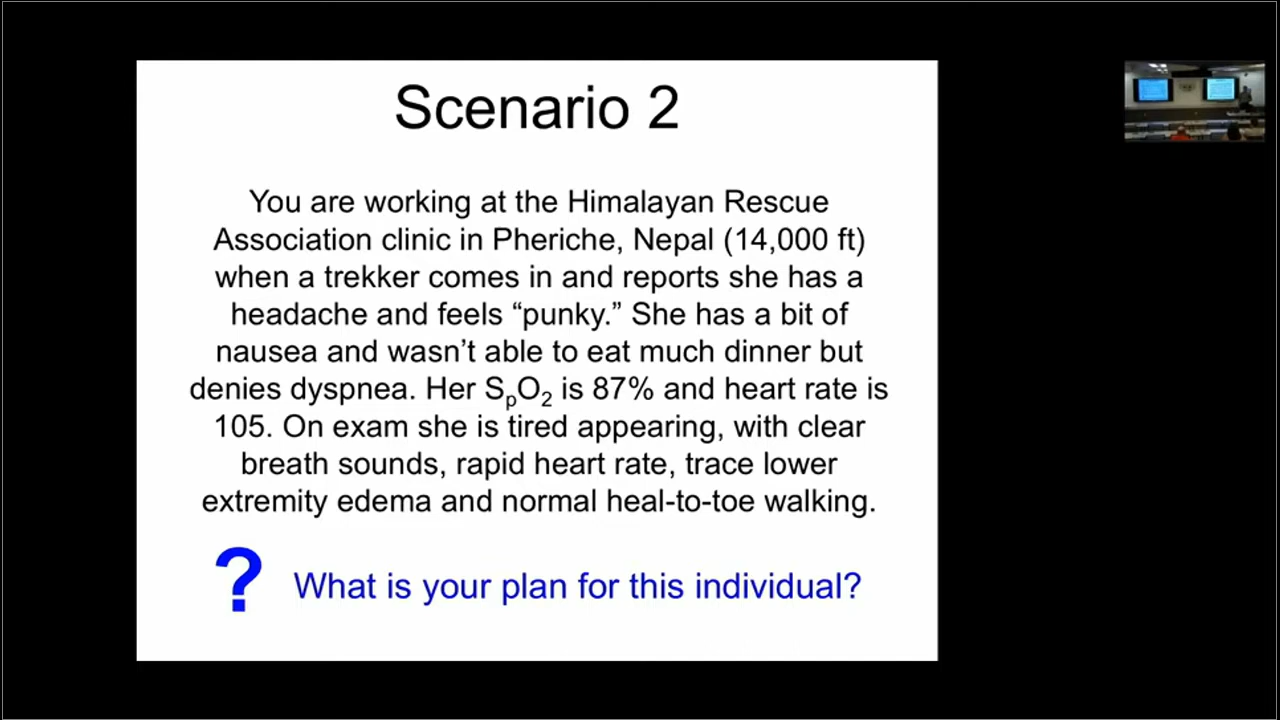 Scenario 2
You are working at the Himalayan Rescue
Association clinic in Pheriche, Nepal (14,000 ft)
when a trekker comes in and reports she has a
headache and feels “punky.” She has a bit of
nausea and wasn’t able to eat much dinner but
denies dyspnea. Her SpO2 is 87% and heart rate is
105. On exam she is tired appearing, with clear
breath sounds, rapid heart rate, trace lower
extremity edema and normal heal-to-toe walking.
? What is your plan for this individual?